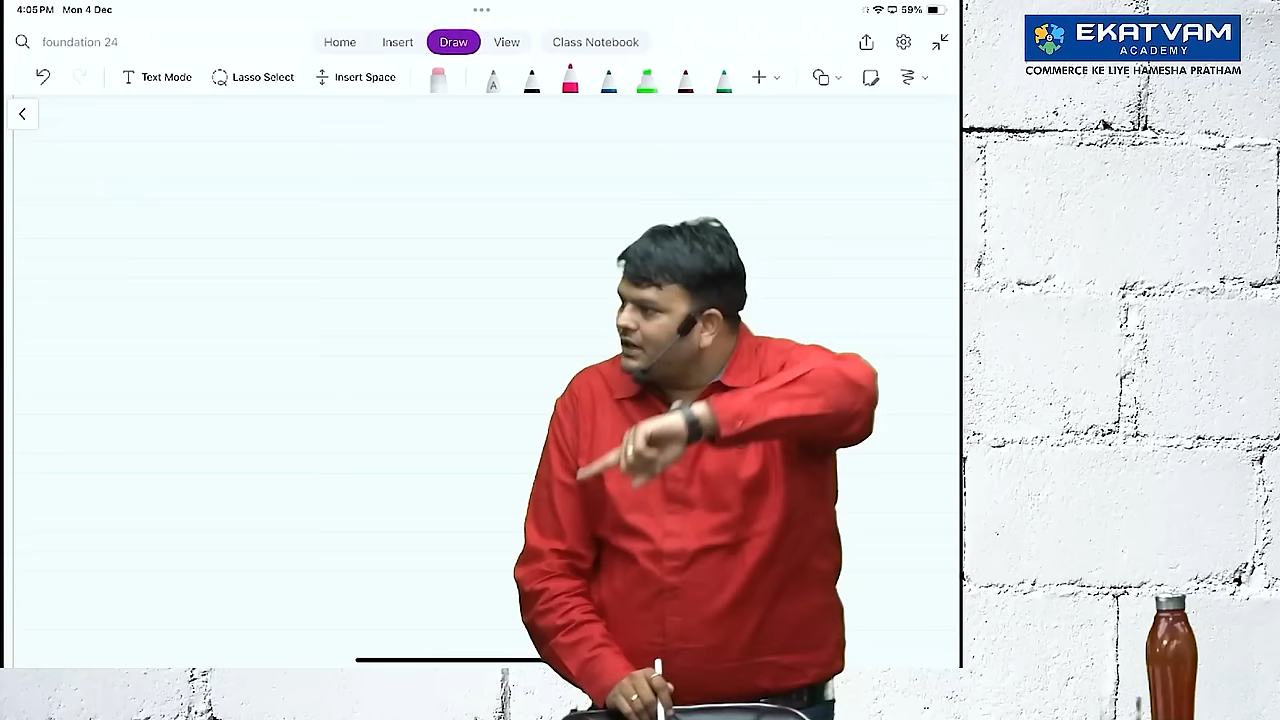 4:05 PM Mon 4 Dec
59%
foundation 24
Home Insert Draw View Class Notebook
Text Mode Lasso Select Insert Space
A
EKATVAM
ACADEMY
COMMERCE KE LIYE HAMESHA PRATHAM